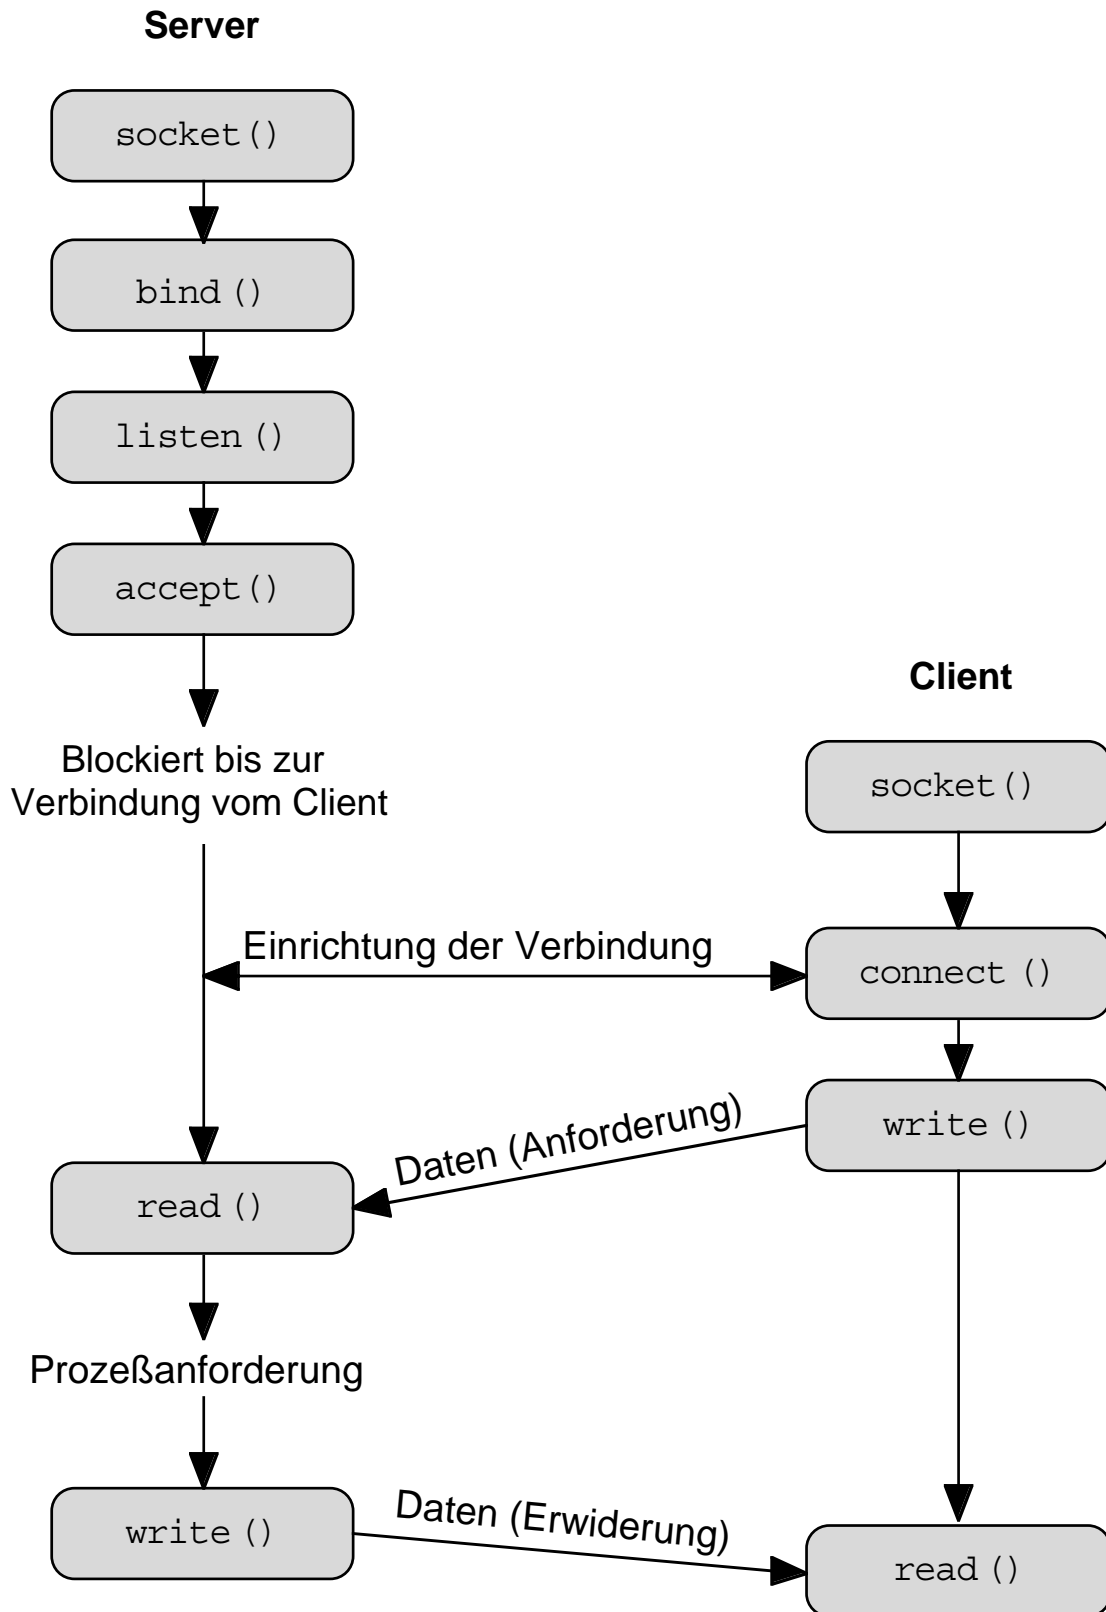 Server
socket()
bind()
listen()
accept()
Blockiert bis zur
Verbindung vom Client
Client
socket()
Einrichtung der Verbindung
connect()
Daten (Anforderung)
write()
read()
Prozeßanforderung
write()
Daten (Erwiderung)
read()